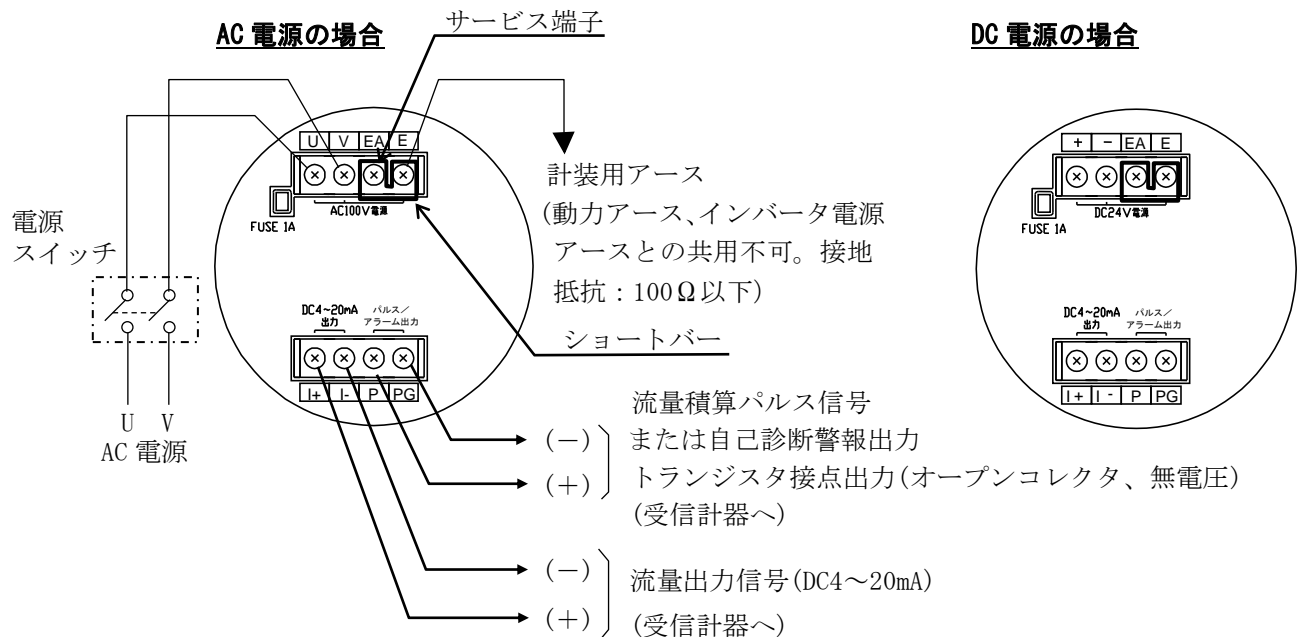 AC 電源の場合
サービス端子
U V EA E
AC100V電源
FUSE 1A
計装用アース
(動力アース、インバータ電源
アースとの共用不可。接地
抵抗：100Ω以下)
電源
スイッチ
U V
AC 電源
ショートバー
DC4~20mA
出力
パルス／
アラーム出力
I+ I- P PG
(－)
(＋)
流量積算パルス信号
または自己診断警報出力
トランジスタ接点出力(オープンコレクタ、無電圧)
(受信計器へ)
(－)
(＋)
流量出力信号(DC4～20mA)
(受信計器へ)
DC 電源の場合
+ - EA E
DC24V電源
FUSE 1A
DC4~20mA
出力
パルス／
アラーム出力
I+ I- P PG